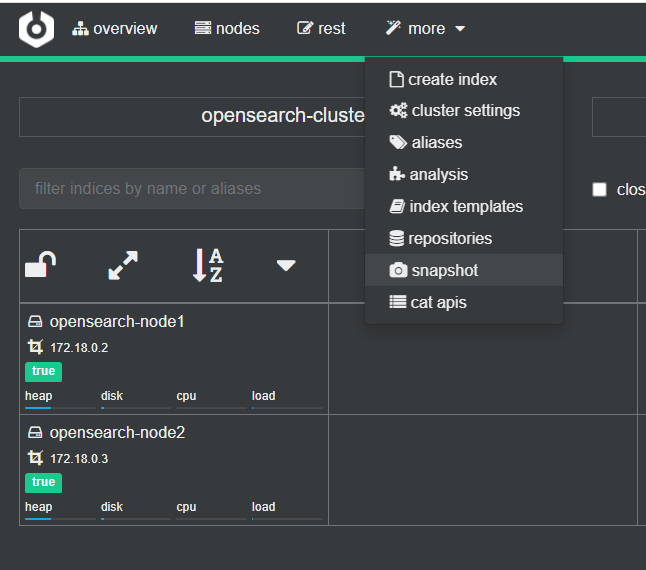 overview nodes rest more
create index
opensearch-cluste
cluster settings
aliases
filter indices by name or aliases
clos
analysis
index templates
repositories
snapshot
cat apis
A
Z
opensearch-node1
172.18.0.2
true
heap disk cpu load
opensearch-node2
172.18.0.3
true
heap disk cpu load